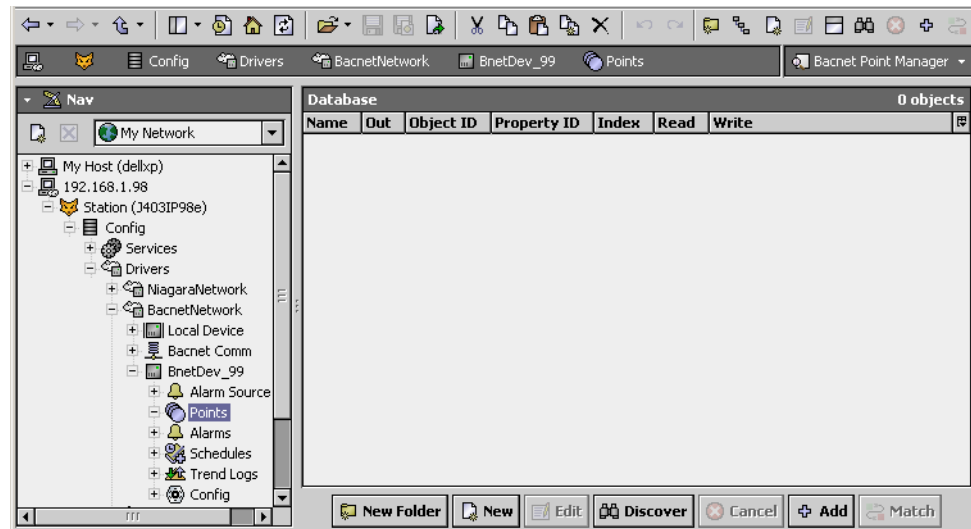 Config Drivers BacnetNetwork BnetDev_99 Points Bacnet Point Manager
Nav
My Network
My Host (dellxp)
192.168.1.98
Station (J403IP98e)
Config
Services
Drivers
NiagaraNetwork
BacnetNetwork
Local Device
Bacnet Comm
BnetDev_99
Alarm Source
Points
Alarms
Schedules
Trend Logs
Config
Database 0 objects
Name Out Object ID Property ID Index Read Write
New Folder New Edit Discover Cancel Add Match